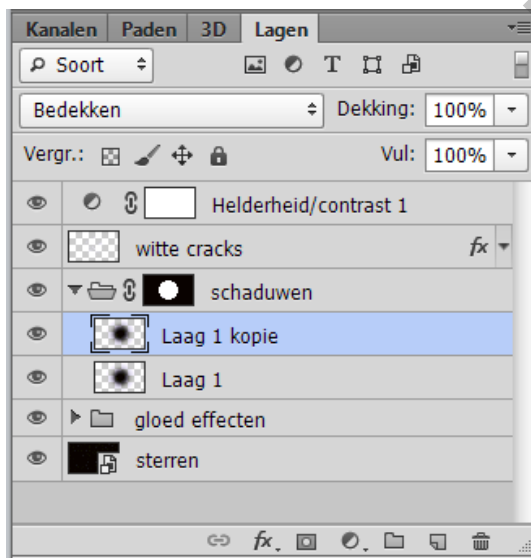 Kanalen Paden 3D Lagen
Soort T
Bedekken Dekking: 100%
Vergr.: Vul: 100%
Helderheid/contrast 1
witte cracks fx
schaduwen
Laag 1 kopie
Laag 1
gloed effecten
sterren
fx